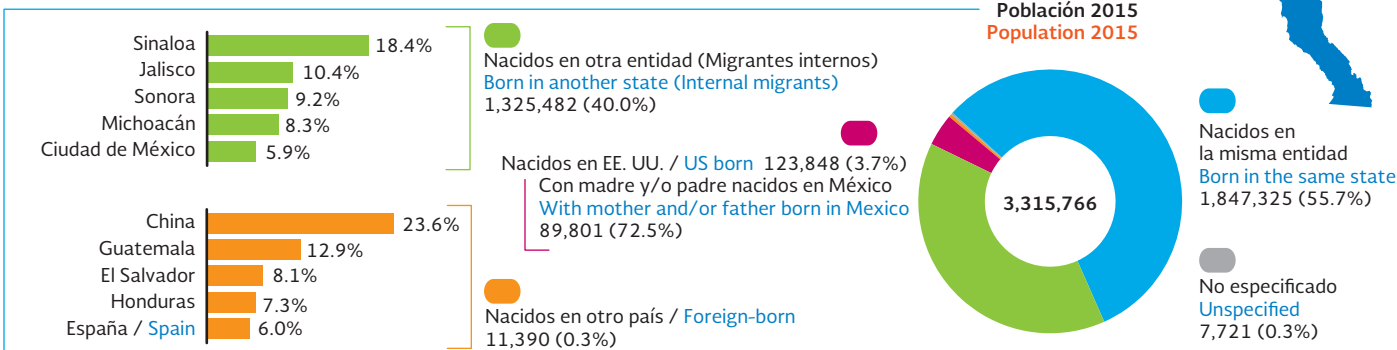 Población 2015
Population 2015
Sinaloa 18.4%
Jalisco 10.4%
Sonora 9.2%
Michoacán 8.3%
Ciudad de México 5.9%
Nacidos en otra entidad (Migrantes internos)
Born in another state (Internal migrants)
1,325,482 (40.0%)
Nacidos en EE. UU. / US born 123,848 (3.7%)
Con madre y/o padre nacidos en México
With mother and/or father born in Mexico
89,801 (72.5%)
China 23.6%
Guatemala 12.9%
El Salvador 8.1%
Honduras 7.3%
España / Spain 6.0%
Nacidos en otro país / Foreign-born
11,390 (0.3%)
3,315,766
Nacidos en
la misma entidad
Born in the same state
1,847,325 (55.7%)
No especificado
Unspecified
7,721 (0.3%)